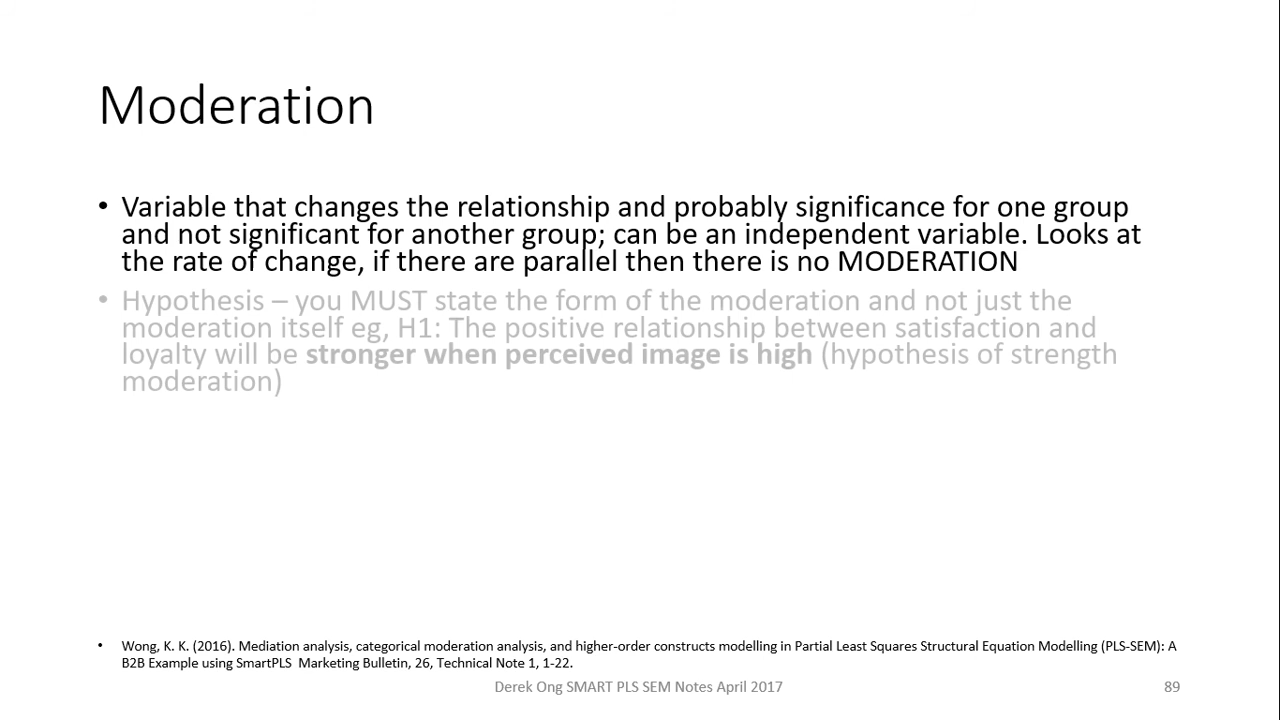 Moderation
• Variable that changes the relationship and probably significance for one group
and not significant for another group; can be an independent variable. Looks at
the rate of change, if there are parallel then there is no MODERATION
• Hypothesis – you MUST state the form of the moderation and not just the
moderation itself eg, H1: The positive relationship between satisfaction and
loyalty will be stronger when perceived image is high (hypothesis of strength
moderation)
• Wong, K. K. (2016). Mediation analysis, categorical moderation analysis, and higher-order constructs modelling in Partial Least Squares Structural Equation Modelling (PLS-SEM): A
B2B Example using SmartPLS Marketing Bulletin, 26, Technical Note 1, 1-22.
Derek Ong SMART PLS SEM Notes April 2017
89